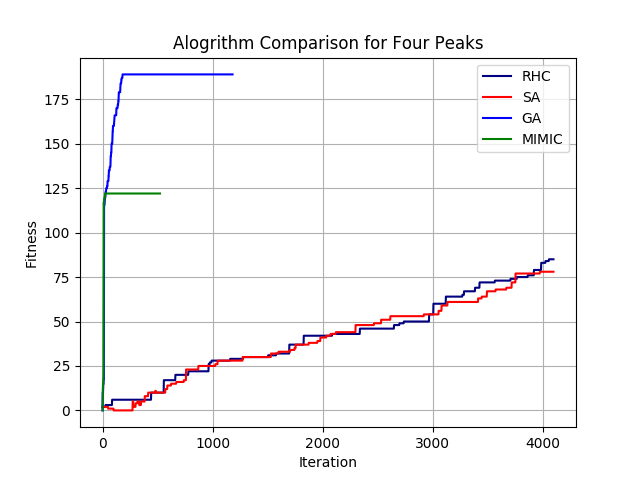 Alogrithm Comparison for Four Peaks
RHC
SA
GA
MIMIC
Fitness
175
150
125
100
75
50
25
0
0 1000 2000 3000 4000
Iteration